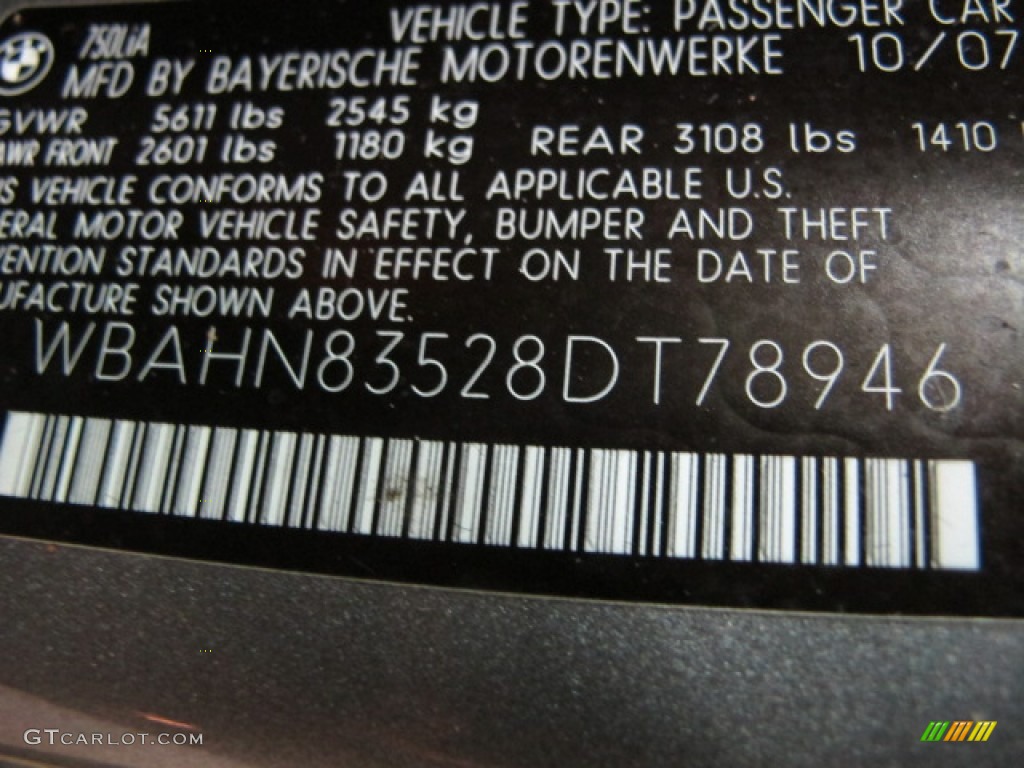 750LiA
VEHICLE TYPE: PASSENGER CAR
MFD BY BAYERISCHE MOTORENWERKE 10/07
GVWR 5611 lbs 2545 kg
AWR FRONT 2601 lbs 1180 kg REAR 3108 lbs 1410
IS VEHICLE CONFORMS TO ALL APPLICABLE U.S.
ERAL MOTOR VEHICLE SAFETY, BUMPER AND THEFT
VENTION STANDARDS IN EFFECT ON THE DATE OF
UFACTURE SHOWN ABOVE.
WBAHN83528DT78946
GTCARLOT.COM